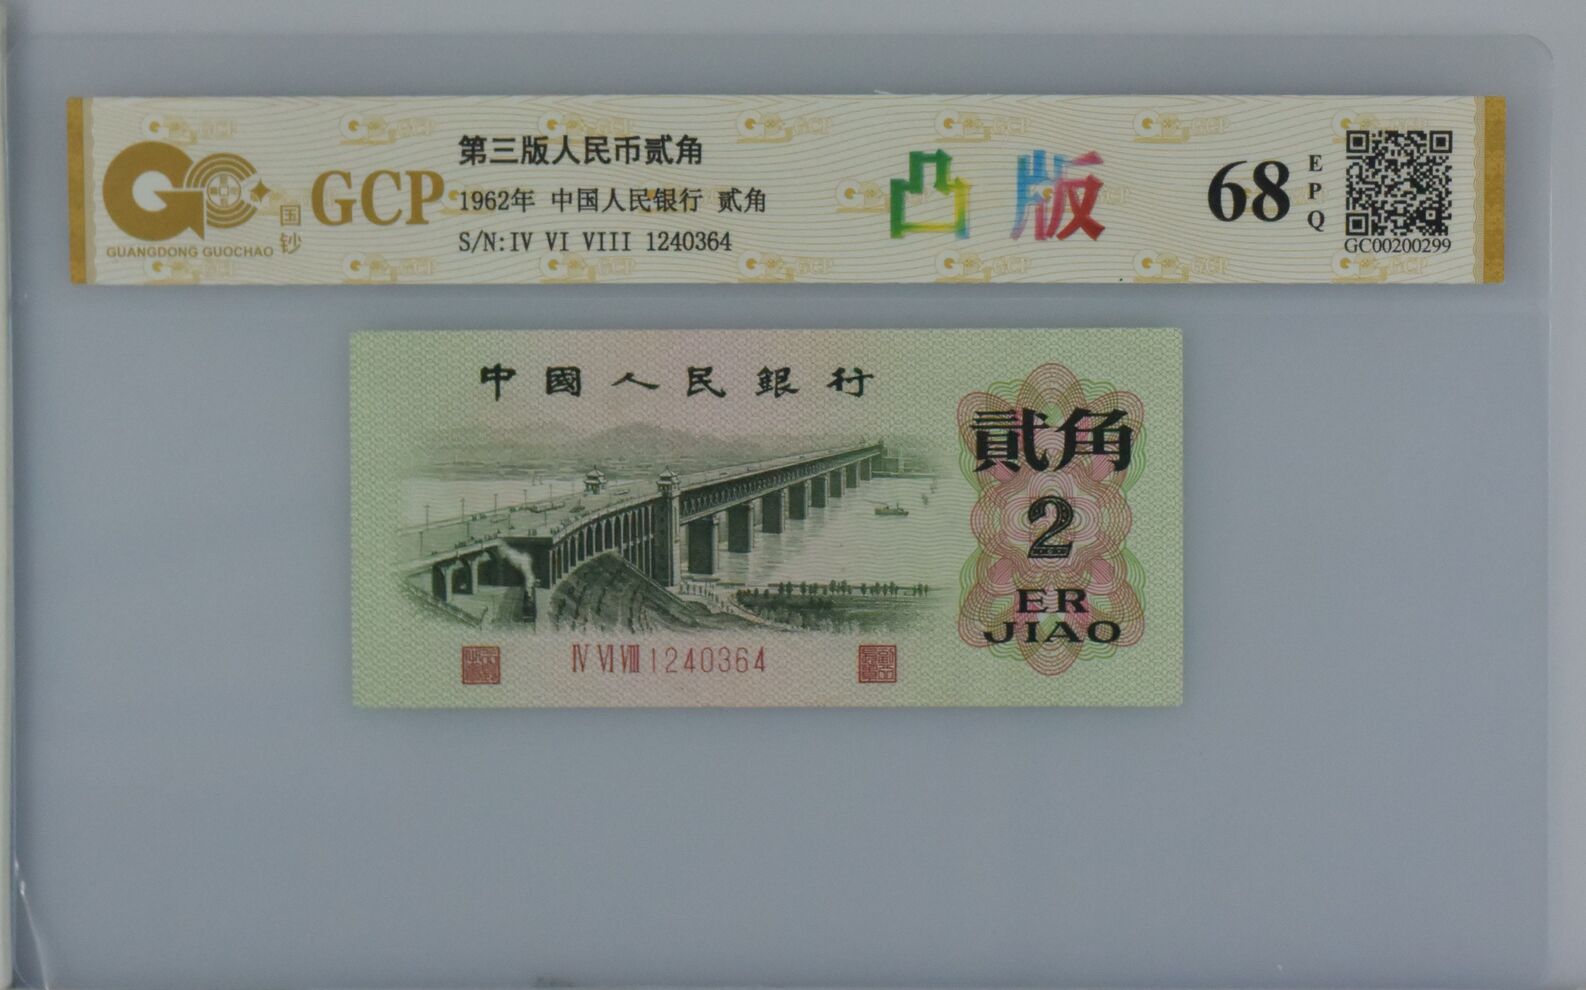 GCP
国钞
GUANGDONG GUOCHAO
第三版人民币贰角
1962年 中国人民银行 贰角
S/N:IV VI VIII 1240364
凸版
68
EPQ
GC00200299
中國人民銀行
貳角
2
ER
JIAO
IV VI VIII 1240364